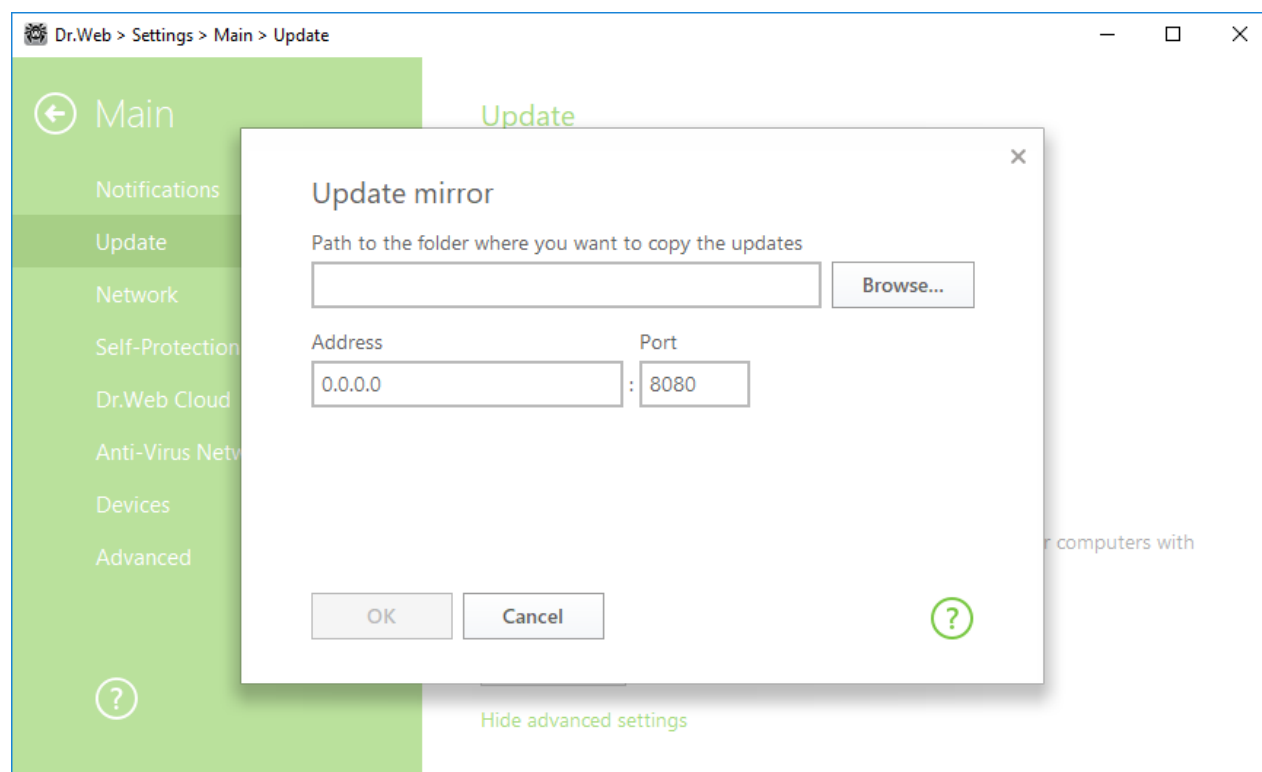 Dr.Web > Settings > Main > Update
Main
Notifications
Update
Network
Self-Protection
Dr.Web Cloud
Anti-Virus
Devices
Advanced
?
Update
Update mirror
Path to the folder where you want to copy the updates
Browse...
Address
Port
0.0.0.0 : 8080
OK
Cancel
?
computers with
Hide advanced settings